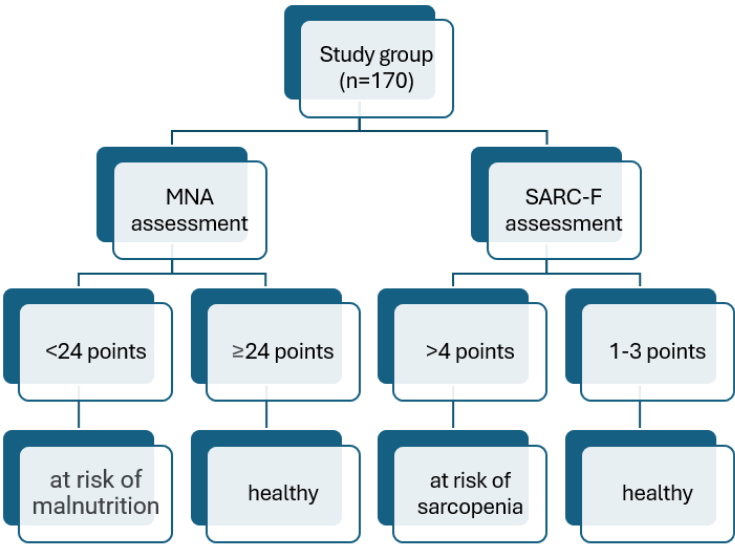 Study group
(n=170)
MNA
assessment
SARC-F
assessment
<24 points
≥24 points
>4 points
1-3 points
at risk of
malnutrition
healthy
at risk of
sarcopenia
healthy